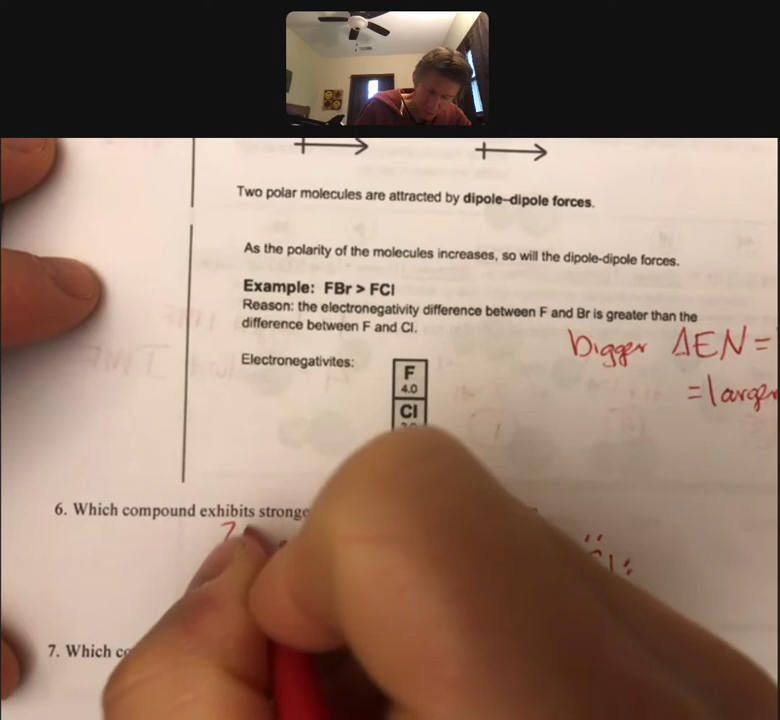 Two polar molecules are attracted by dipole–dipole forces.
As the polarity of the molecules increases, so will the dipole-dipole forces.
Example: FBr > FCl
Reason: the electronegativity difference between F and Br is greater than the
difference between F and Cl.
bigger ΔEN =
= larger
Electronegativites:
F
4.0
Cl
6. Which compound exhibits stronge
7. Which c